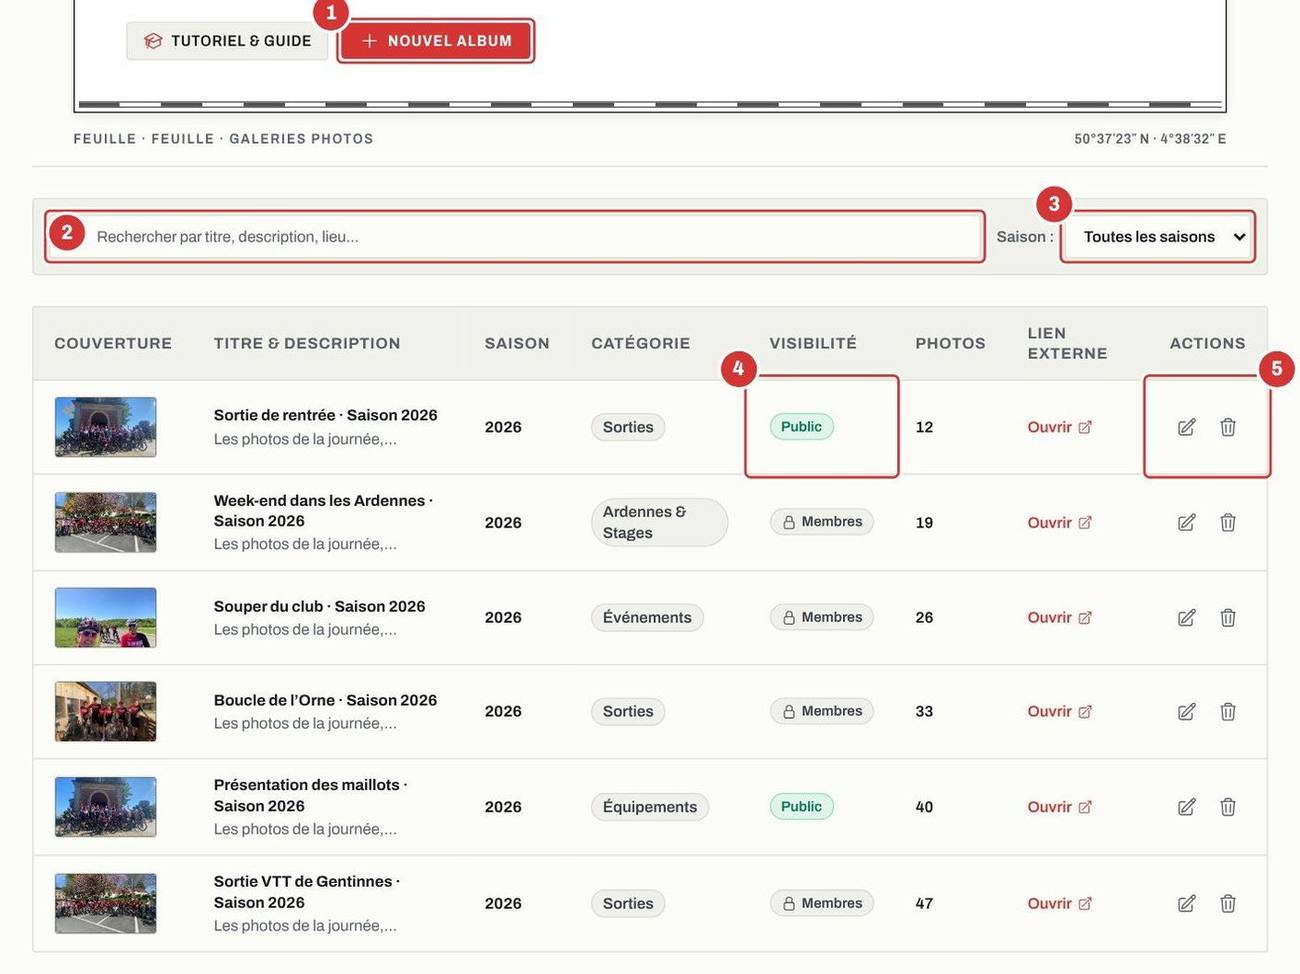 1
TUTORIEL & GUIDE
+ NOUVEL ALBUM
FEUILLE · FEUILLE · GALERIES PHOTOS
50°37'23" N · 4°38'32" E
2
Rechercher par titre, description, lieu...
Saison :
3
Toutes les saisons
COUVERTURE
TITRE & DESCRIPTION
SAISON
CATÉGORIE
VISIBILITÉ
PHOTOS
LIEN
EXTERNE
ACTIONS
4
5
Sortie de rentrée · Saison 2026
Les photos de la journée,...
2026
Sorties
Public
12
Ouvrir
Week-end dans les Ardennes ·
Saison 2026
Les photos de la journée,...
2026
Ardennes &
Stages
Membres
19
Ouvrir
Souper du club · Saison 2026
Les photos de la journée,...
2026
Événements
Membres
26
Ouvrir
Boucle de l'Orne · Saison 2026
Les photos de la journée,...
2026
Sorties
Membres
33
Ouvrir
Présentation des maillots ·
Saison 2026
Les photos de la journée,...
2026
Équipements
Public
40
Ouvrir
Sortie VTT de Gentinnes ·
Saison 2026
Les photos de la journée,...
2026
Sorties
Membres
47
Ouvrir